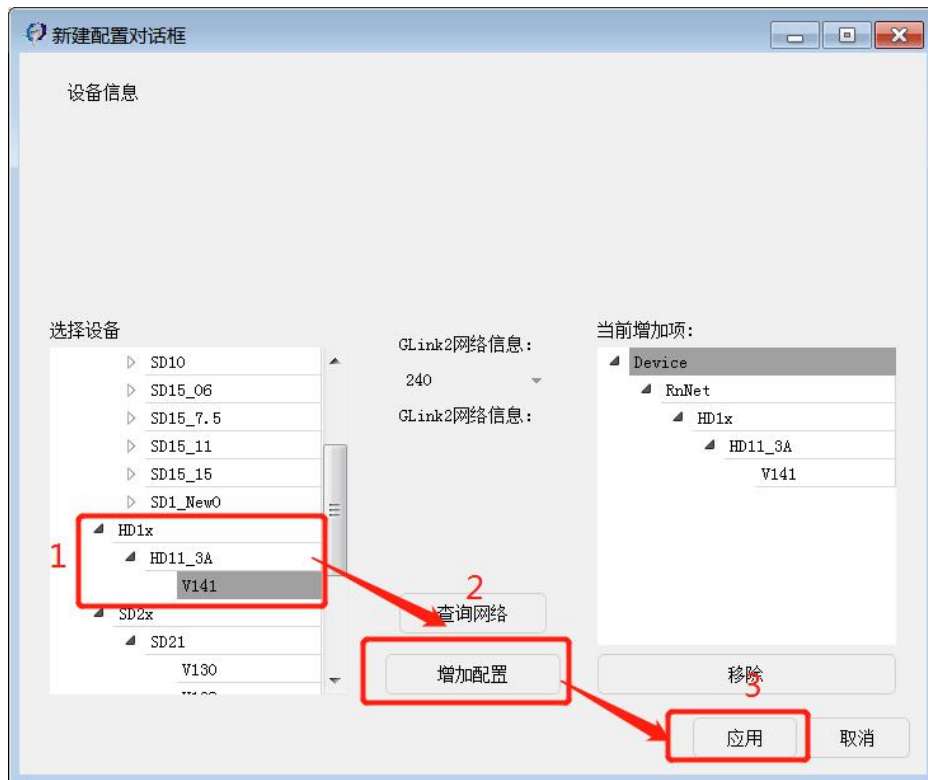 新建配置对话框
设备信息
选择设备
SD10
SD15_06
SD15_7.5
SD15_11
SD15_15
SD1_NewO
HD1x
HD11_3A
V141
SD2x
SD21
V130
1
GLink2网络信息:
240
GLink2网络信息:
2
查询网络
增加配置
当前增加项:
Device
RnNet
HD1x
HD11_3A
V141
移除
3
应用
取消